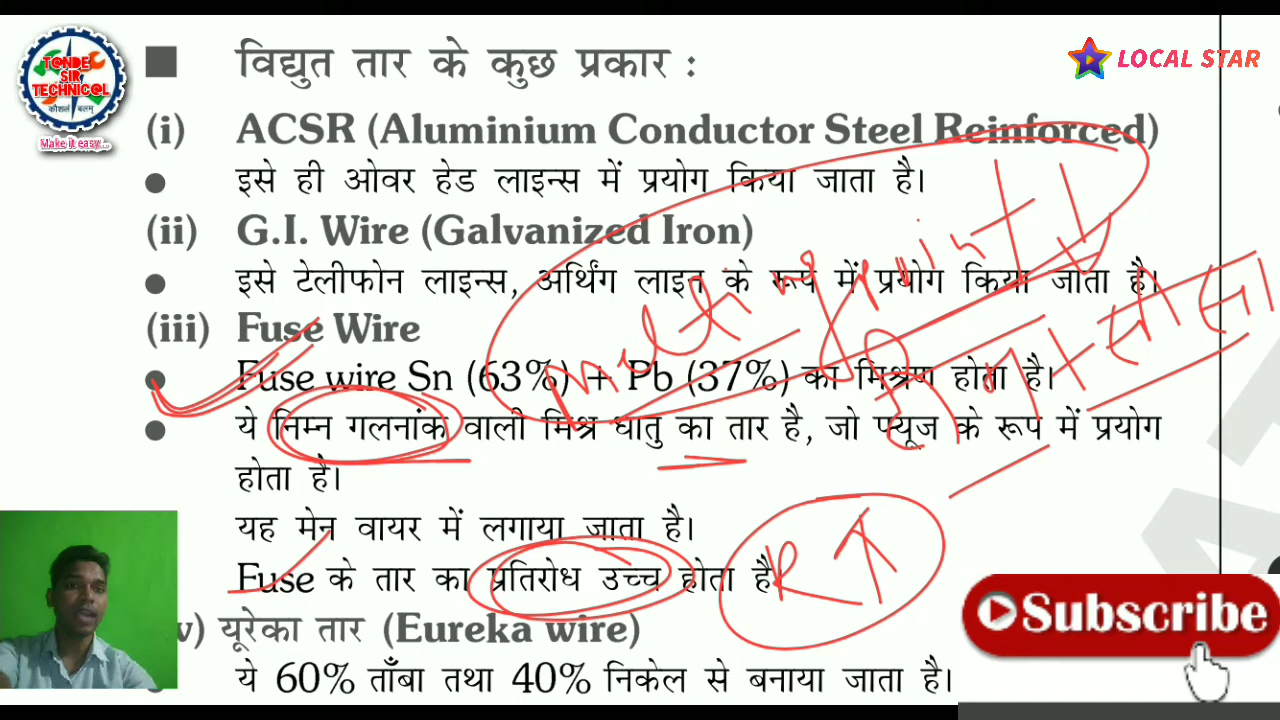 TONDE SIR TECHNICOL
कौशलं बलम्
Make it easy...
LOCAL STAR
विद्युत तार के कुछ प्रकार :
(i) ACSR (Aluminium Conductor Steel Reinforced)
● इसे ही ओवर हेड लाइन्स में प्रयोग किया जाता है।
(ii) G.I. Wire (Galvanized Iron)
● इसे टेलीफोन लाइन्स, अर्थिंग लाइन के रूप में प्रयोग किया जाता है।
(iii) Fuse Wire
● Fuse wire Sn (63%) + Pb (37%) का मिश्रण होता है।
● ये निम्न गलनांक वाली मिश्र धातु का तार है, जो फ्यूज के रूप में प्रयोग
होता है।
यह मेन वायर में लगाया जाता है।
Fuse के तार का प्रतिरोध उच्च होता है
v) यूरेका तार (Eureka wire)
ये 60% ताँबा तथा 40% निकेल से बनाया जाता है।
Melting point
R
Subscribe